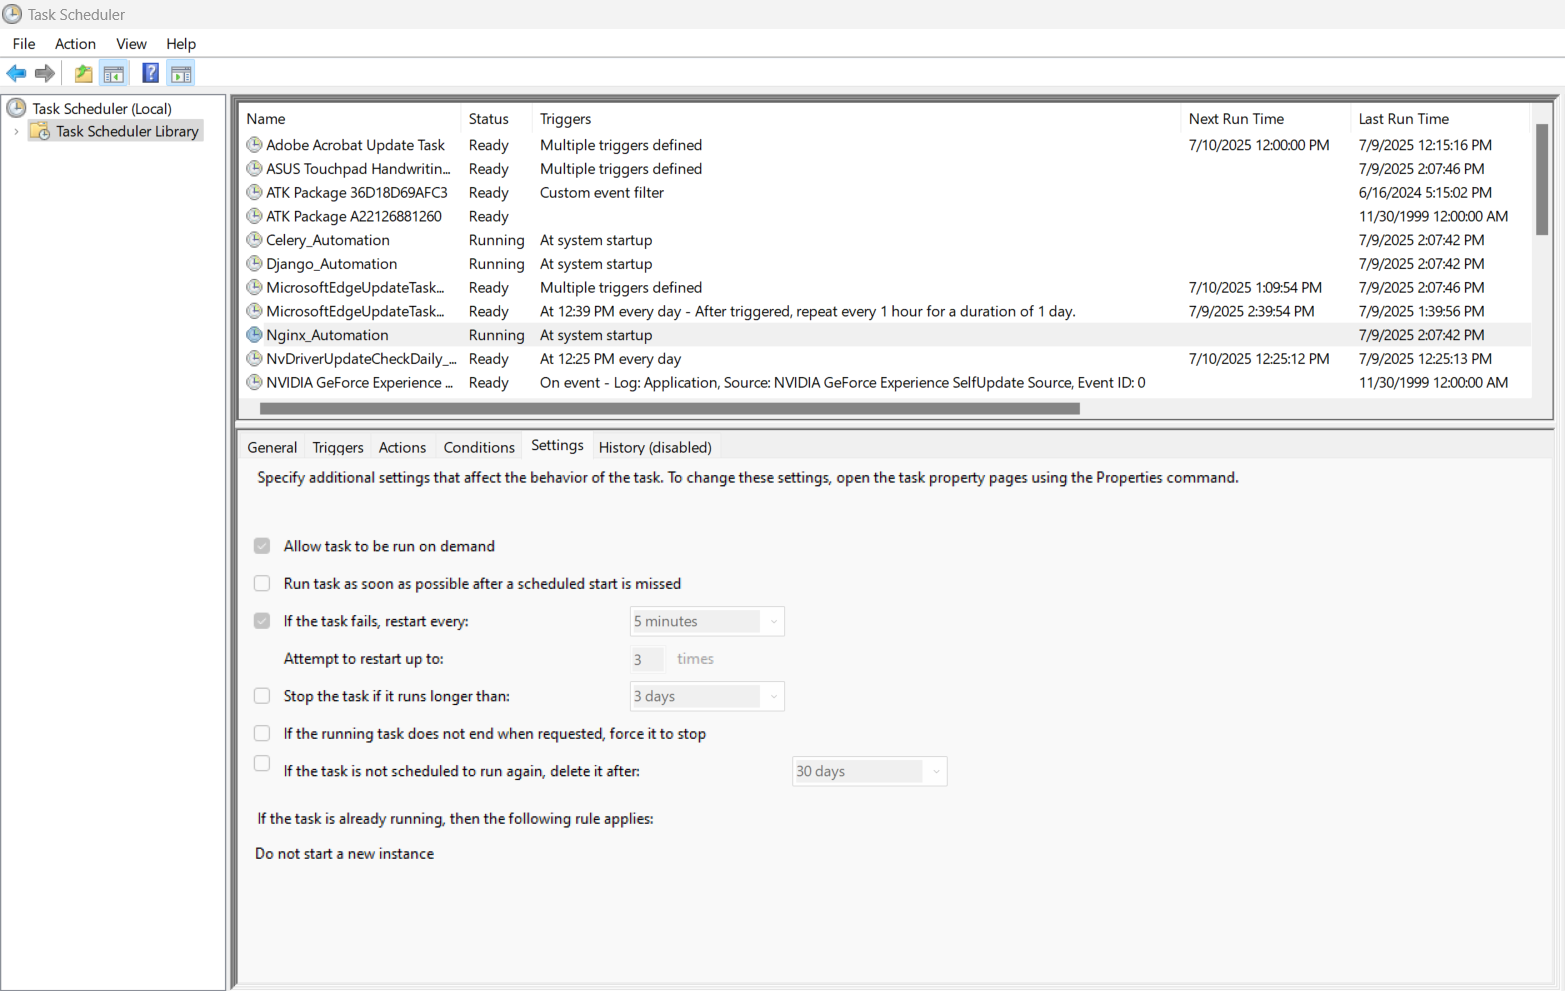 Task Scheduler
File Action View Help
Task Scheduler (Local)
Task Scheduler Library
Name Status Triggers Next Run Time Last Run Time
Adobe Acrobat Update Task Ready Multiple triggers defined 7/10/2025 12:00:00 PM 7/9/2025 12:15:16 PM
ASUS Touchpad Handwritin... Ready Multiple triggers defined 7/9/2025 2:07:46 PM
ATK Package 36D18D69AFC3 Ready Custom event filter 6/16/2024 5:15:02 PM
ATK Package A22126881260 Ready 11/30/1999 12:00:00 AM
Celery_Automation Running At system startup 7/9/2025 2:07:42 PM
Django_Automation Running At system startup 7/9/2025 2:07:42 PM
MicrosoftEdgeUpdateTask... Ready Multiple triggers defined 7/10/2025 1:09:54 PM 7/9/2025 2:07:46 PM
MicrosoftEdgeUpdateTask... Ready At 12:39 PM every day - After triggered, repeat every 1 hour for a duration of 1 day. 7/9/2025 2:39:54 PM 7/9/2025 1:39:56 PM
Nginx_Automation Running At system startup 7/9/2025 2:07:42 PM
NvDriverUpdateCheckDaily_... Ready At 12:25 PM every day 7/10/2025 12:25:12 PM 7/9/2025 12:25:13 PM
NVIDIA GeForce Experience ... Ready On event - Log: Application, Source: NVIDIA GeForce Experience SelfUpdate Source, Event ID: 0 11/30/1999 12:00:00 AM
General Triggers Actions Conditions Settings History (disabled)
Specify additional settings that affect the behavior of the task. To change these settings, open the task property pages using the Properties command.
Allow task to be run on demand
Run task as soon as possible after a scheduled start is missed
If the task fails, restart every: 5 minutes
Attempt to restart up to: 3 times
Stop the task if it runs longer than: 3 days
If the running task does not end when requested, force it to stop
If the task is not scheduled to run again, delete it after: 30 days
If the task is already running, then the following rule applies:
Do not start a new instance